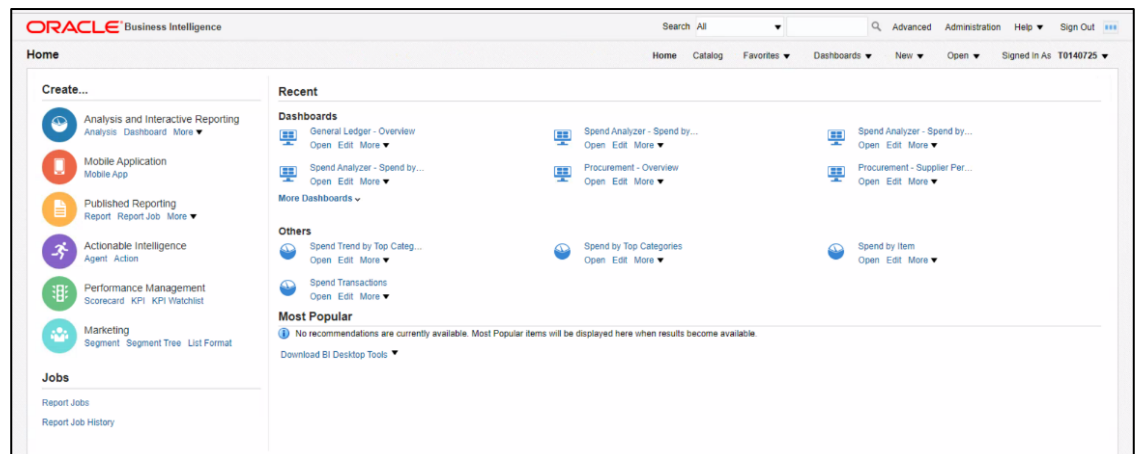 ORACLE Business Intelligence
Search All Advanced Administration Help Sign Out
Home
Home Catalog Favorites Dashboards New Open Signed In As T0140725
Create...
Analysis and Interactive Reporting
Analysis Dashboard More
Mobile Application
Mobile App
Published Reporting
Report Report Job More
Actionable Intelligence
Agent Action
Performance Management
Scorecard KPI KPI Watchlist
Marketing
Segment Segment Tree List Format
Jobs
Report Jobs
Report Job History
Recent
Dashboards
General Ledger - Overview
Open Edit More
Spend Analyzer - Spend by...
Open Edit More
Spend Analyzer - Spend by...
Open Edit More
Spend Analyzer - Spend by...
Open Edit More
Procurement - Overview
Open Edit More
Procurement - Supplier Per...
Open Edit More
More Dashboards
Others
Spend Trend by Top Categ...
Open Edit More
Spend by Top Categories
Open Edit More
Spend by Item
Open Edit More
Spend Transactions
Open Edit More
Most Popular
No recommendations are currently available. Most Popular items will be displayed here when results become available.
Download BI Desktop Tools